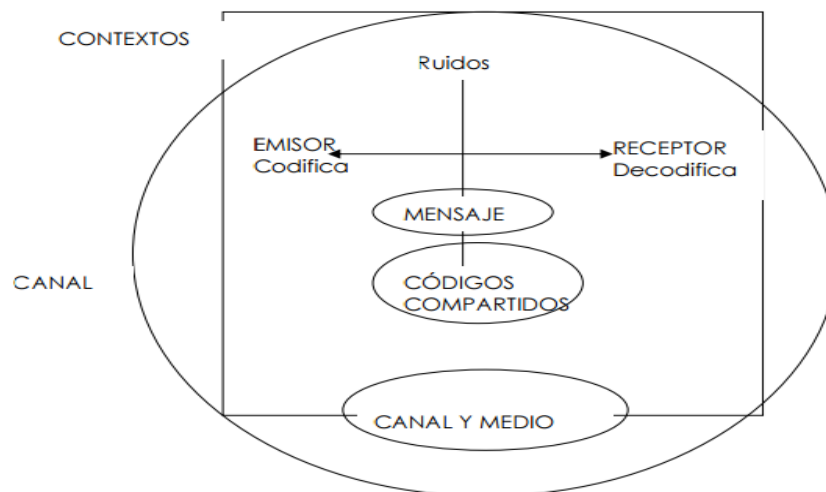 CONTEXTOS
Ruidos
EMISOR
Codifica
RECEPTOR
Decodifica
MENSAJE
CANAL
CÓDIGOS
COMPARTIDOS
CANAL Y MEDIO